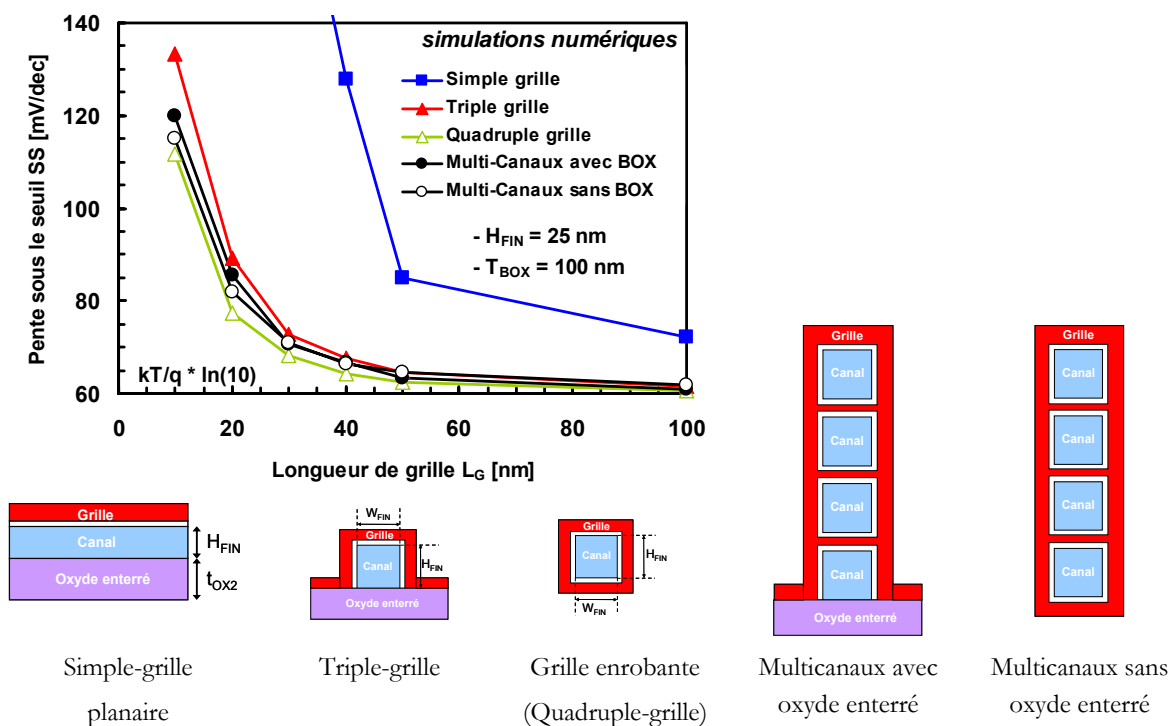 140
120
100
80
60
Pente sous le seuil SS [mV/dec]
simulations numériques
Simple grille
Triple grille
Quadruple grille
Multi-Canaux avec BOX
Multi-Canaux sans BOX
- HFIN = 25 nm
- TBOX = 100 nm
kT/q * ln(10)
0 20 40 60 80 100
Longueur de grille LG [nm]
Grille
Canal
Oxyde enterré
HFIN
tOX2
WFIN
Grille
Canal
HFIN
Oxyde enterré
Grille
Canal
HFIN
WFIN
Grille
Canal
Canal
Canal
Canal
Oxyde enterré
Grille
Canal
Canal
Canal
Canal
Simple-grille
planaire
Triple-grille
Grille enrobante
(Quadruple-grille)
Multicanaux avec
oxyde enterré
Multicanaux sans
oxyde enterré